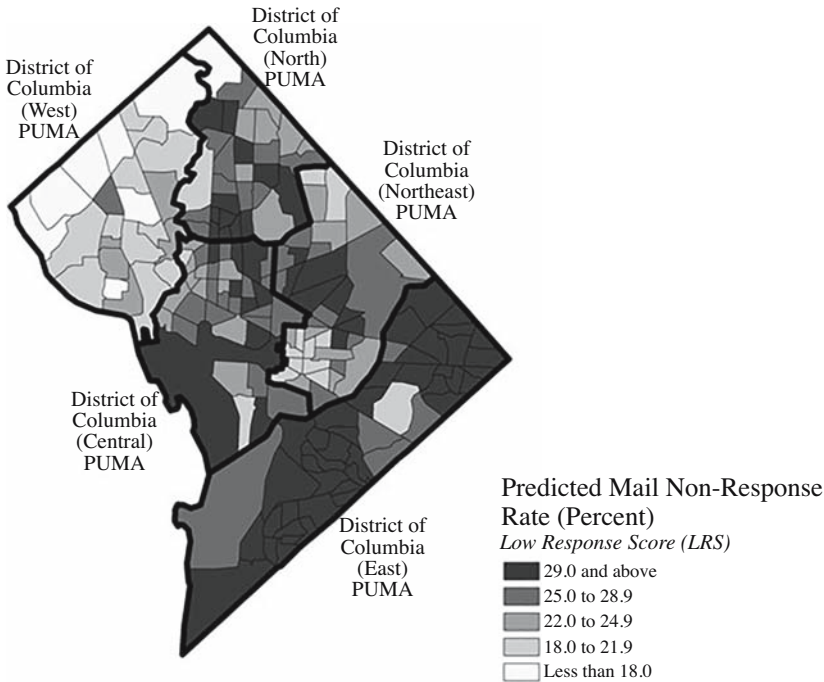 District of
Columbia
(North)
PUMA
District of
Columbia
(West)
PUMA
District of
Columbia
(Northeast)
PUMA
District of
Columbia
(Central)
PUMA
District of
Columbia
(East)
PUMA
Predicted Mail Non-Response
Rate (Percent)
Low Response Score (LRS)
29.0 and above
25.0 to 28.9
22.0 to 24.9
18.0 to 21.9
Less than 18.0